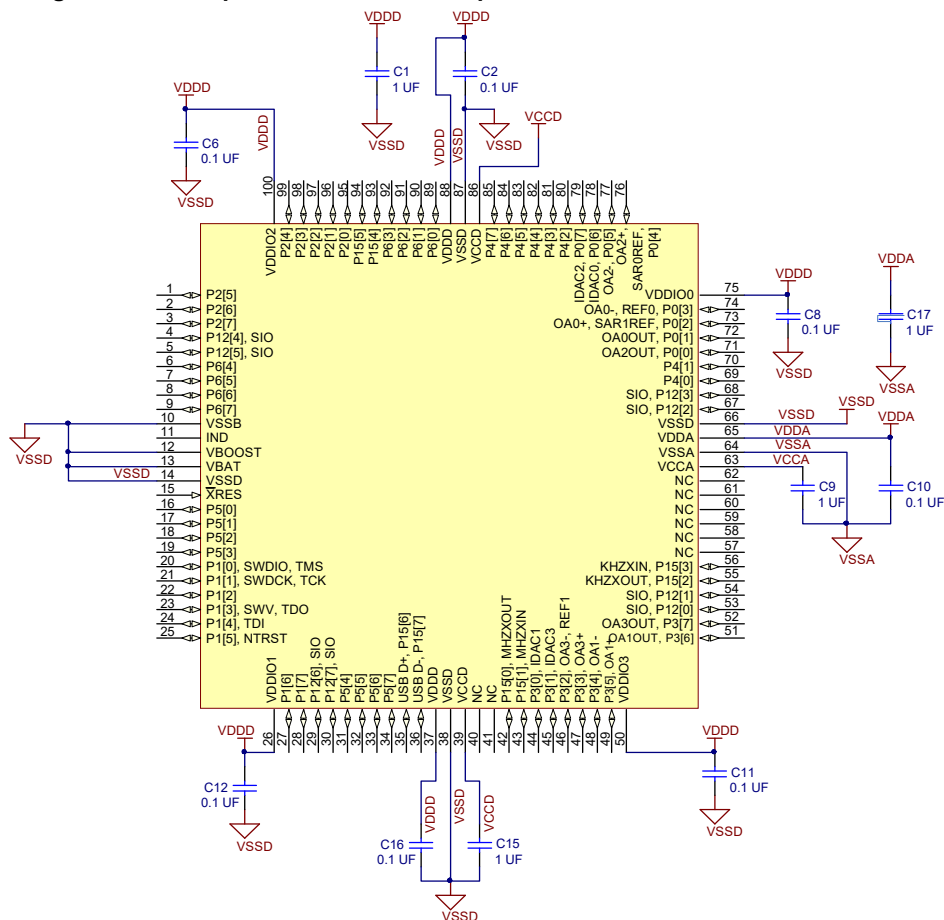 VDDD
C1
1 UF
VSSD
VDDD
C2
0.1 UF
VSSD
VDDD
VSSD
VCCD
VDDD
C6
0.1 UF
VSSD
VDDD
100
99
98
97
96
95
94
93
92
91
90
89
88
87
86
85
84
83
82
81
80
79
78
77
76
VDDIO2
P2[4]
P2[3]
P2[2]
P2[1]
P2[0]
P15[5]
P15[4]
P6[3]
P6[2]
P6[1]
P6[0]
VDDD
VSSD
VCCD
P4[7]
P4[6]
P4[5]
P4[4]
P4[3]
P4[2]
IDAC2, P0[7]
IDAC0, P0[6]
OA2-, P0[5]
OA2+,
SAR0REF,
P0[4]
1 P2[5]
2 P2[6]
3 P2[7]
4 P12[4], SIO
5 P12[5], SIO
6 P6[4]
7 P6[5]
8 P6[6]
9 P6[7]
10 VSSB
11 IND
12 VBOOST
13 VBAT
VSSD 14 VSSD
15 XRES
16 P5[0]
17 P5[1]
18 P5[2]
19 P5[3]
20 P1[0], SWDIO, TMS
21 P1[1], SWDCK, TCK
22 P1[2]
23 P1[3], SWV, TDO
24 P1[4], TDI
25 P1[5], NTRST
VSSD
VDDIO0 75
OA0-, REF0, P0[3] 74
OA0+, SAR1REF, P0[2] 73
OA0OUT, P0[1] 72
OA2OUT, P0[0] 71
P4[1] 70
P4[0] 69
SIO, P12[3] 68
SIO, P12[2] 67
VSSD 66 VSSD
VDDA 65 VDDA
VSSA 64 VSSA
VCCA 63 VCCA
NC 62
NC 61
NC 60
NC 59
NC 58
NC 57
KHZXIN, P15[3] 56
KHZXOUT, P15[2] 55
SIO, P12[1] 54
SIO, P12[0] 53
OA3OUT, P3[7] 52
OA1OUT, P3[6] 51
VDDD
C8
0.1 UF
VSSD
VDDA
C17
1 UF
VSSA
VSSD
VDDA
C9
1 UF
C10
0.1 UF
VSSA
VDDIO1
P1[6]
P1[7]
P12[6], SIO
P12[7], SIO
P5[4]
P5[5]
P5[6]
P5[7]
USB D+, P15[6]
USB D-, P15[7]
VDDD
VSSD
VCCD
NC
NC
P15[0], MHZXOUT
P15[1], MHZXIN
P3[0], IDAC1
P3[1], IDAC3
P3[2], OA3-, REF1
P3[3], OA3+
P3[4], OA1-
P3[5], OA1+
VDDIO3
26
27
28
29
30
31
32
33
34
35
36
37
38
39
40
41
42
43
44
45
46
47
48
49
50
VDDD
C12
0.1 UF
VSSD
VDDD
VSSD
VCCD
C16
0.1 UF
C15
1 UF
VSSD
VDDD
C11
0.1 UF
VSSD